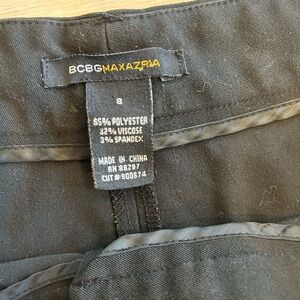 BCBGMAXAZRIA
8
65% POLYESTER
32% VISCOSE
3% SPANDEX
MADE IN CHINA
RN 86297
CUT# 900674